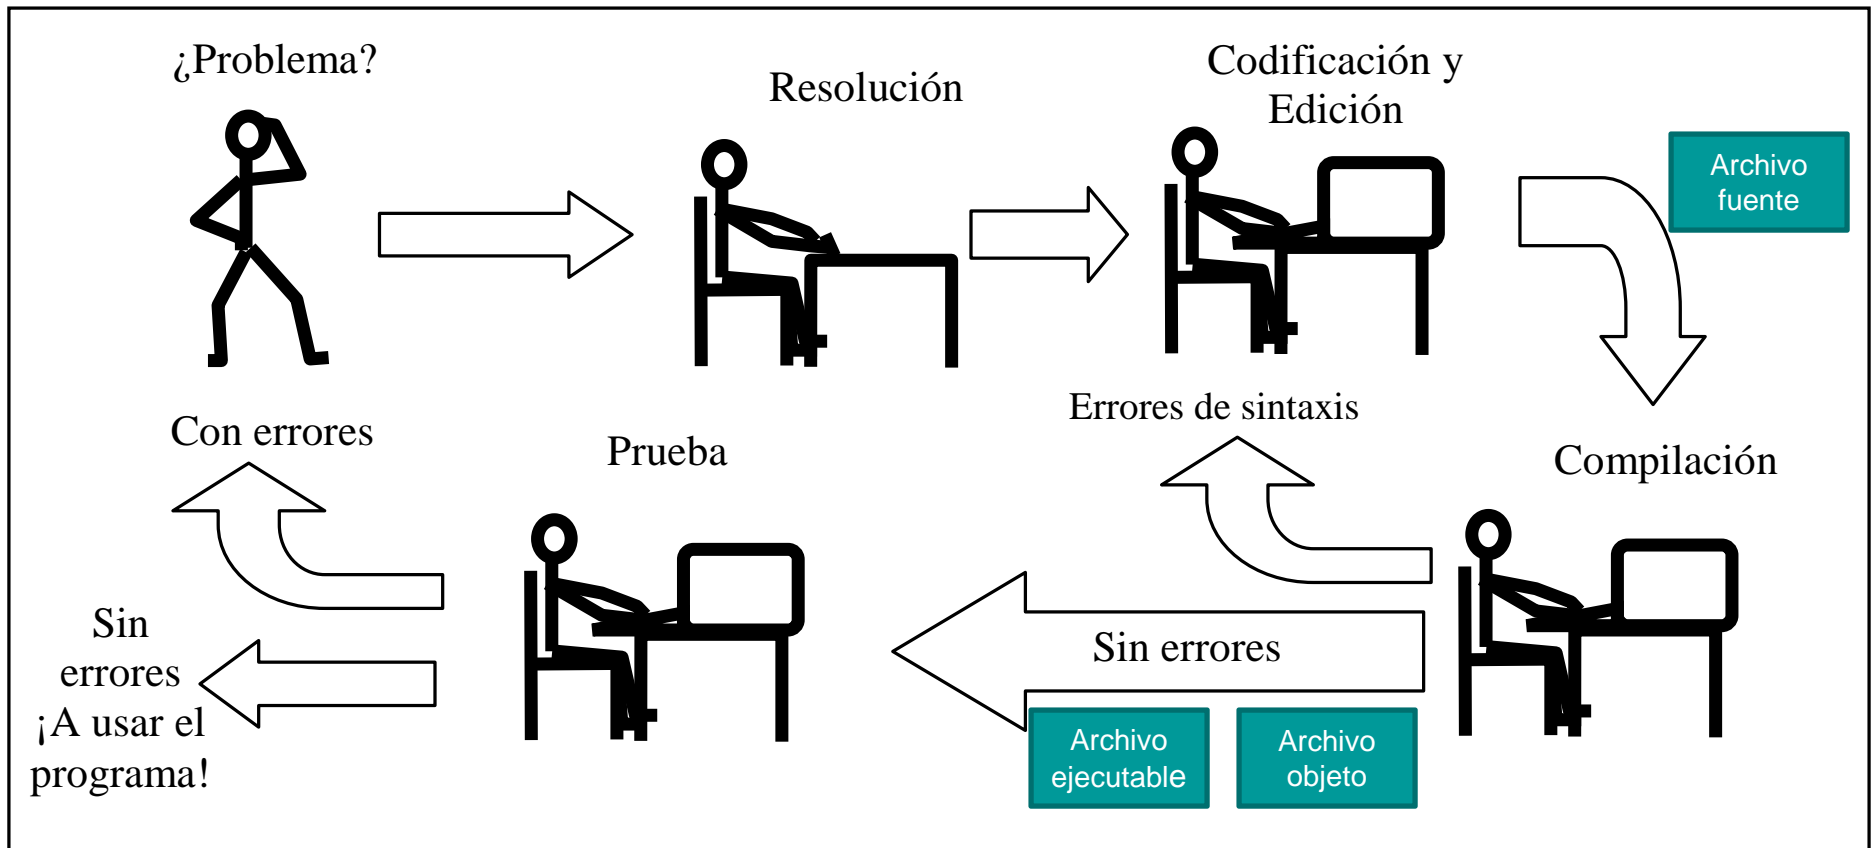 ¿Problema?
Resolución
Codificación y
Edición
Archivo
fuente
Errores de sintaxis
Con errores
Prueba
Compilación
Sin
errores
¡A usar el
programa!
Sin errores
Archivo
ejecutable
Archivo
objeto